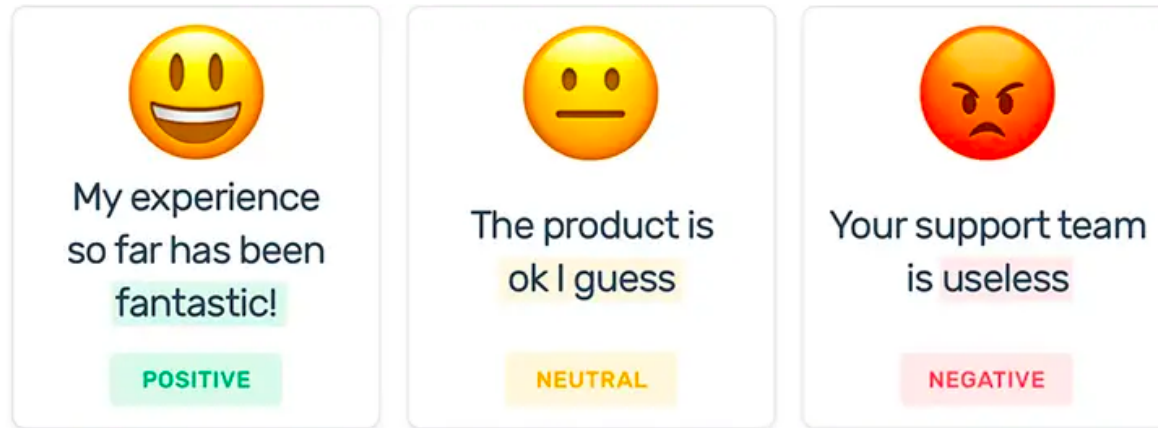 My experience
so far has been
fantastic!
POSITIVE
The product is
ok I guess
NEUTRAL
Your support team
is useless
NEGATIVE